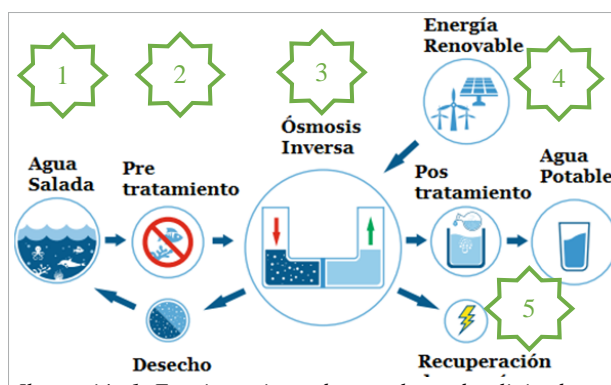 1
2
3
4
5
Energía
Renovable
Ósmosis
Inversa
Agua
Salada
Pre
tratamiento
Pos
tratamiento
Agua
Potable
Desecho
Recuperación